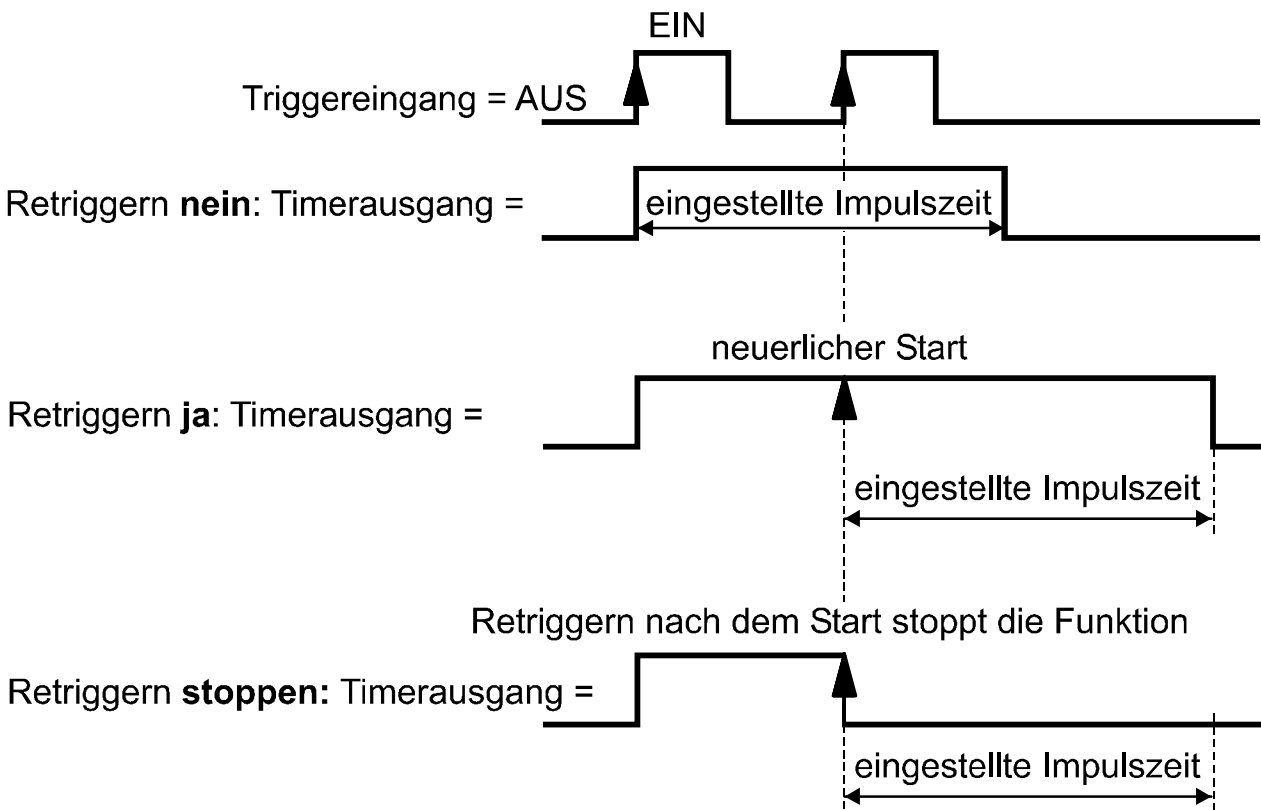 EIN
Triggereingang = AUS
Retriggern nein: Timerausgang =
eingestellte Impulszeit
neuerlicher Start
Retriggern ja: Timerausgang =
eingestellte Impulszeit
Retriggern nach dem Start stoppt die Funktion
Retriggern stoppen: Timerausgang =
eingestellte Impulszeit